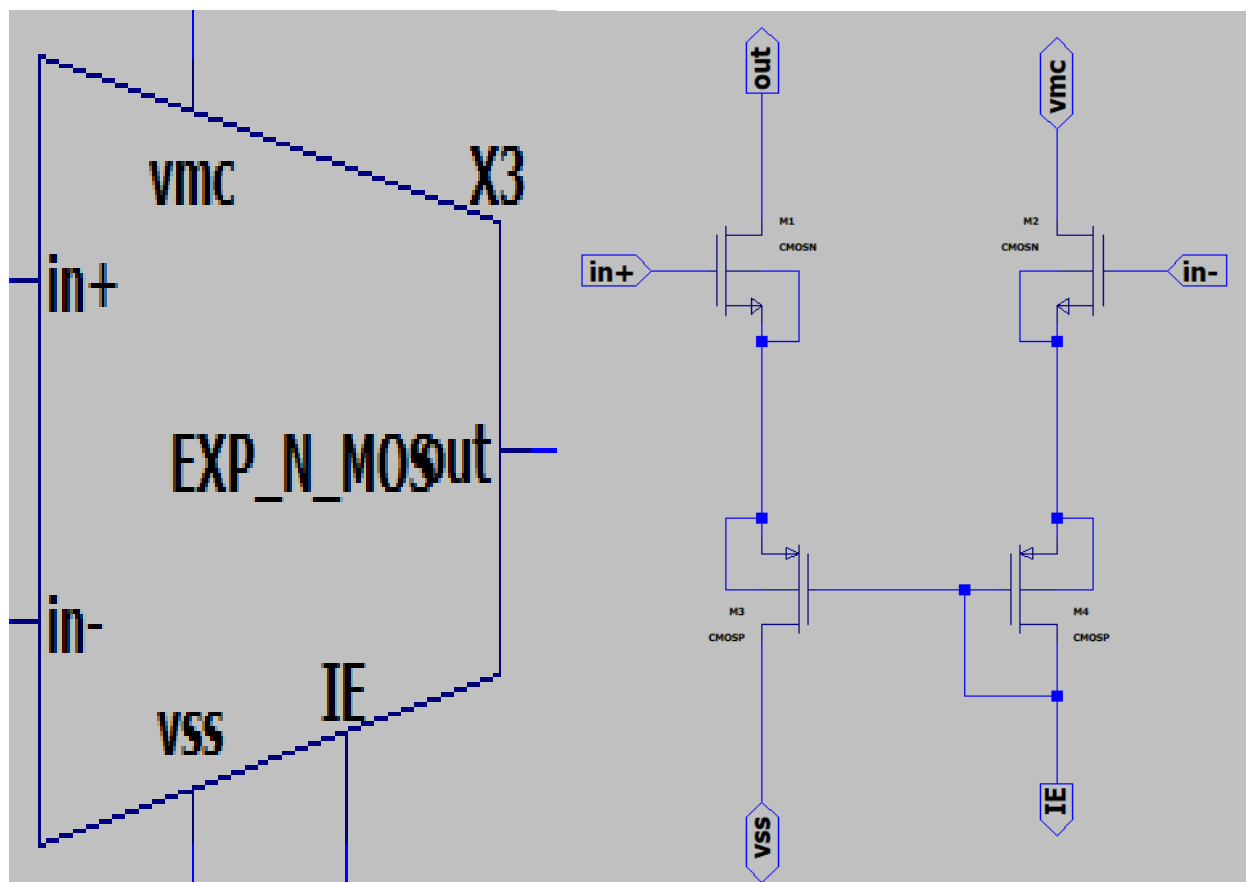 vmc
X3
in+
EXP_N_MOS
out
in-
IE
vss
out
vmc
M1
CMOSN
M2
CMOSN
in+
in-
M3
CMOSP
M4
CMOSP
vss
IE